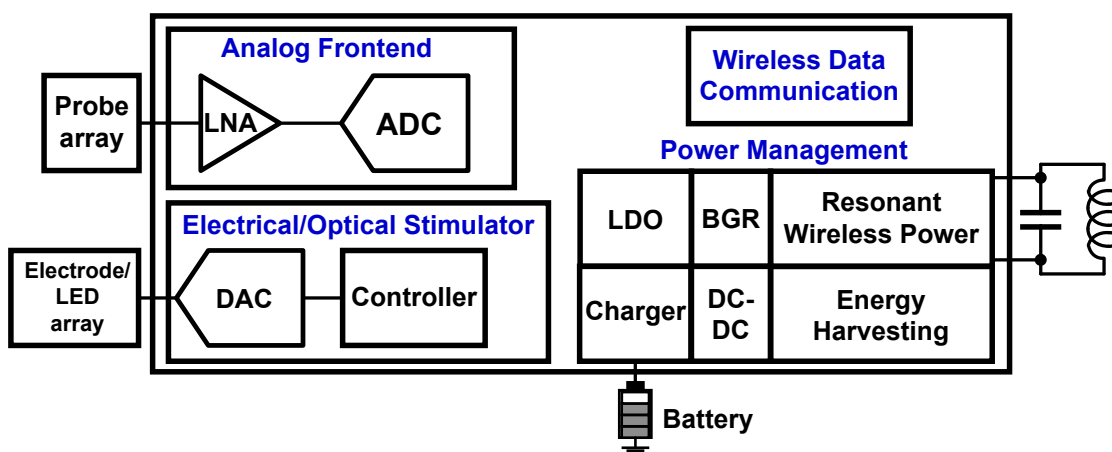 Analog Frontend
Probe
array
LNA
ADC
Wireless Data
Communication
Power Management
LDO
BGR
Resonant
Wireless Power
Charger
DC-
DC
Energy
Harvesting
Electrical/Optical Stimulator
Electrode/
LED
array
DAC
Controller
Battery